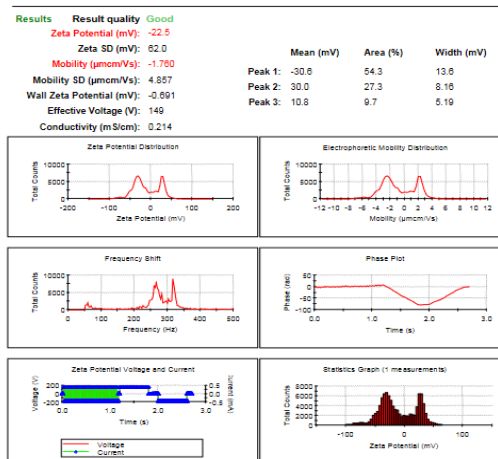 Results Result quality Good
Zeta Potential (mV): -22.5
Zeta SD (mV): 62.0
Mobility (µmcm/Vs): -1.760
Mobility SD (µmcm/Vs): 4.857
Wall Zeta Potential (mV): -0.691
Effective Voltage (V): 149
Conductivity (mS/cm): 0.214
Mean (mV) Area (%) Width (mV)
Peak 1: -30.6 54.3 13.6
Peak 2: 30.0 27.3 8.16
Peak 3: 10.8 9.7 5.19
Zeta Potential Distribution
Total Counts
10000
5000
0
-200 -100 0 100 200
Zeta Potential (mV)
Electrophoretic Mobility Distribution
Total Counts
10000
5000
0
-12 -10 -8 -6 -4 -2 0 2 4 6 8 10 12
Mobility (µmcm/Vs)
Frequency Shift
Total Counts
10000
5000
0
0 100 200 300 400 500
Frequency (Hz)
Phase Plot
Phase (rad)
50
0
-50
-100
0.0 1.0 2.0 3.0
Time (s)
Zeta Potential Voltage and Current
Voltage (V)
200
0
-200
0.5
0.0
-0.5
0.0 1.0 2.0 3.0
Time (s)
Voltage
Current
Statistics Graph (1 measurements)
Total Counts
8000
6000
4000
2000
0
-100 0 100
Zeta Potential (mV)